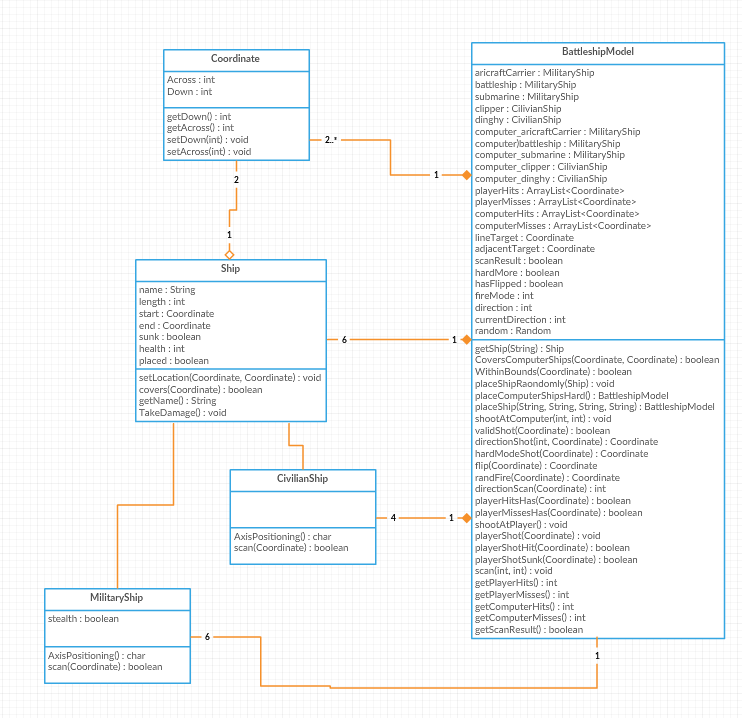 Coordinate
Across : int
Down : int
getDown() : int
getAcross() : int
setDown(int) : void
setAcross(int) : void
2..*
1
2
1
Ship
name : String
length : int
start : Coordinate
end : Coordinate
sunk : boolean
health : int
placed : boolean
setLocation(Coordinate, Coordinate) : void
covers(Coordinate) : boolean
getName() : String
TakeDamage() : void
6
1
CivilianShip
AxisPositioning() : char
scan(Coordinate) : boolean
4
1
MilitaryShip
stealth : boolean
AxisPositioning() : char
scan(Coordinate) : boolean
6
1
BattleshipModel
aricraftCarrier : MilitaryShip
battleship : MilitaryShip
submarine : MilitaryShip
clipper : CilivianShip
dinghy : CivilianShip
computer_aricraftCarrier : MilitaryShip
computer)battleship : MilitaryShip
computer_submarine : MilitaryShip
computer_clipper : CilivianShip
computer_dinghy : CivilianShip
playerHits : ArrayList<Coordinate>
playerMisses : ArrayList<Coordinate>
computerHits : ArrayList<Coordinate>
computerMisses : ArrayList<Coordinate>
lineTarget : Coordinate
adjacentTarget : Coordinate
scanResult : boolean
hardMore : boolean
hasFlipped : boolean
fireMode : int
direction : int
currentDirection : int
random : Random
getShip(String) : Ship
CoversComputerShips(Coordinate, Coordinate) : boolean
WithinBounds(Coordinate) : boolean
placeShipRaondomly(Ship) : void
placeComputerShipsHard() : BattleshipModel
placeShip(String, String, String, String) : BattleshipModel
shootAtComputer(int, int) : void
validShot(Coordinate) : boolean
directionShot(int, Coordinate) : Coordinate
hardModeShot(Coordinate) : Coordinate
flip(Coordinate) : Coordinate
randFire(Coordinate) : Coordinate
directionScan(Coordinate) : int
playerHitsHas(Coordinate) : boolean
playerMissesHas(Coordinate) : boolean
shootAtPlayer() : void
playerShot(Coordinate) : void
playerShotHit(Coordinate) : boolean
playerShotSunk(Coordinate) : boolean
scan(int, int) : void
getPlayerHits() : int
getPlayerMisses() : int
getComputerHits() : int
getComputerMisses() : int
getScanResult() : boolean